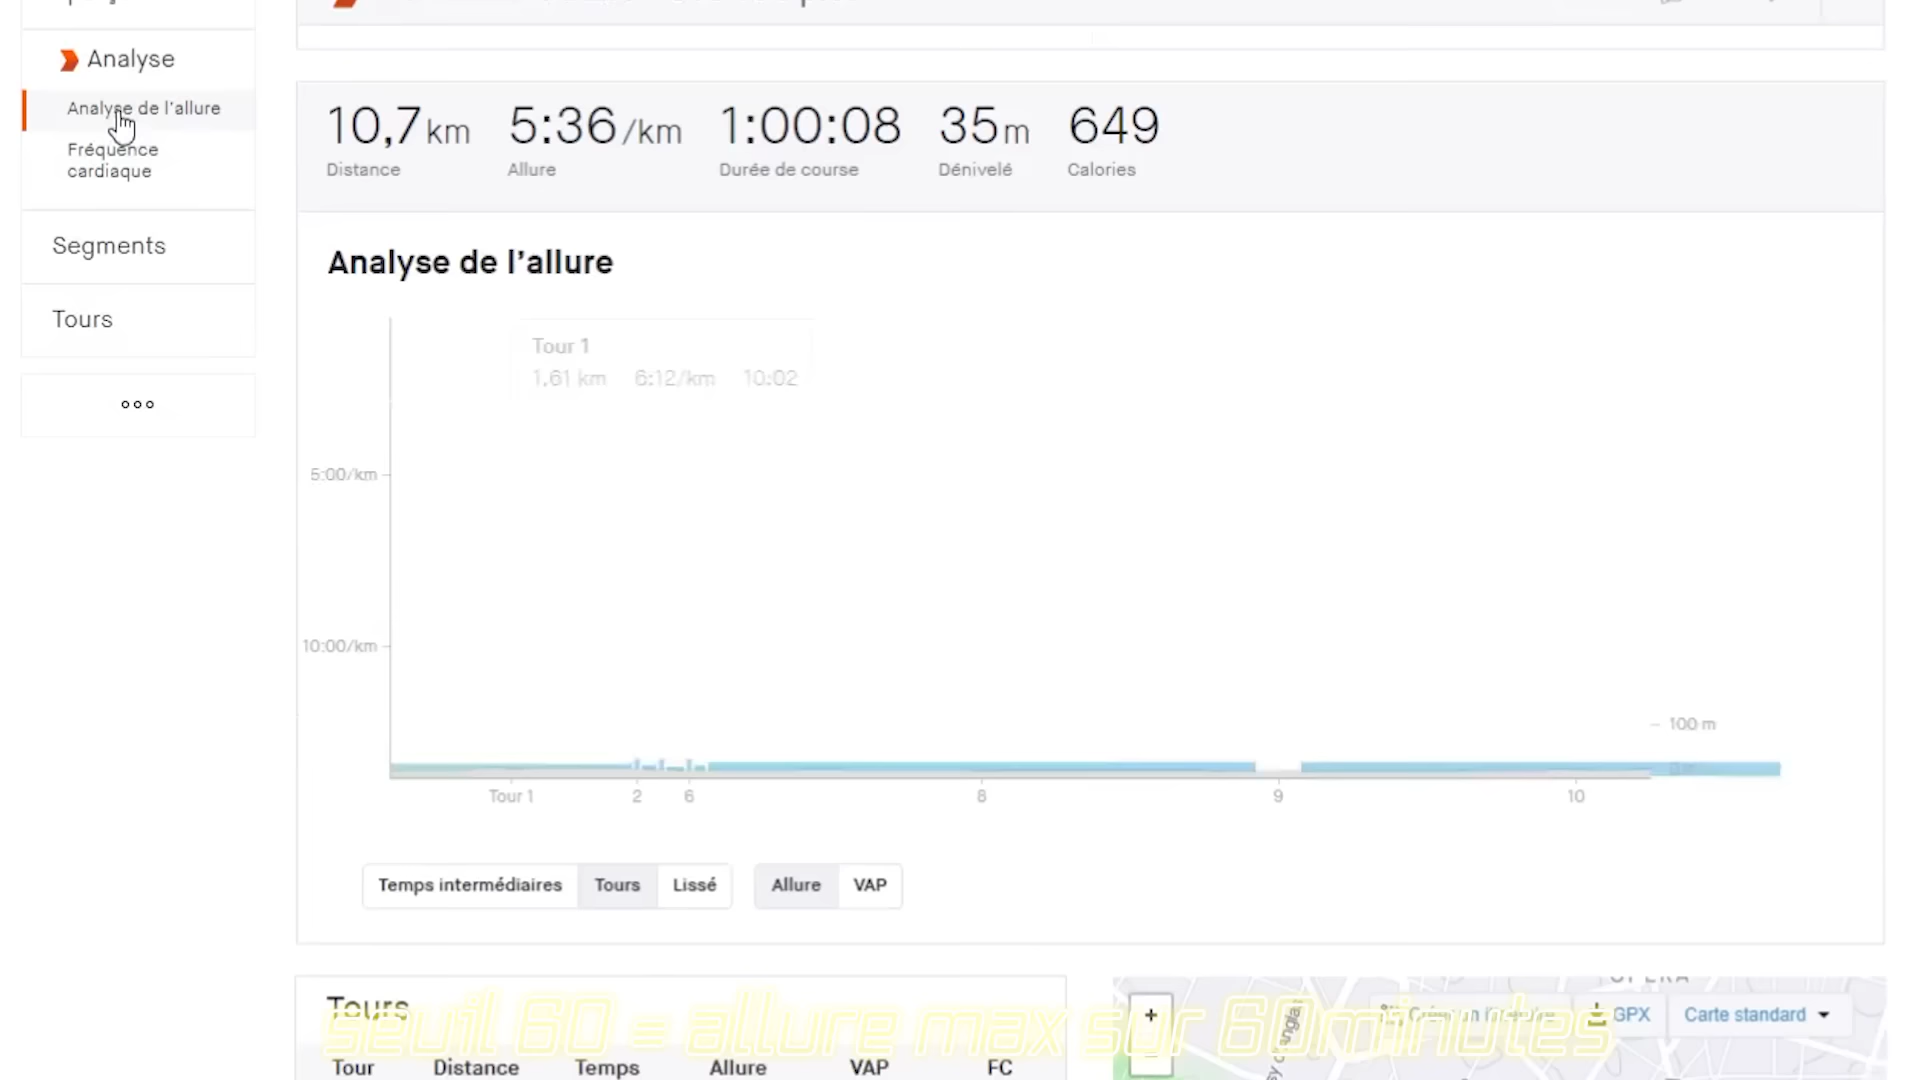 Analyse
Analyse de l'allure
Fréquence
cardiaque
Segments
Tours
10,7 km
5:36 /km
1:00:08
35 m
649
Distance
Allure
Durée de course
Dénivelé
Calories
Analyse de l'allure
Tour 1
1,61 km 6:12/km 10:02
5:00/km
10:00/km
100 m
Tour 1
2
6
8
9
10
Temps intermédiaires
Tours
Lissé
Allure
VAP
Tours
seuil 60 = allure max sur 60minutes
Tour
Distance
Temps
Allure
VAP
FC
+
GPX
Carte standard